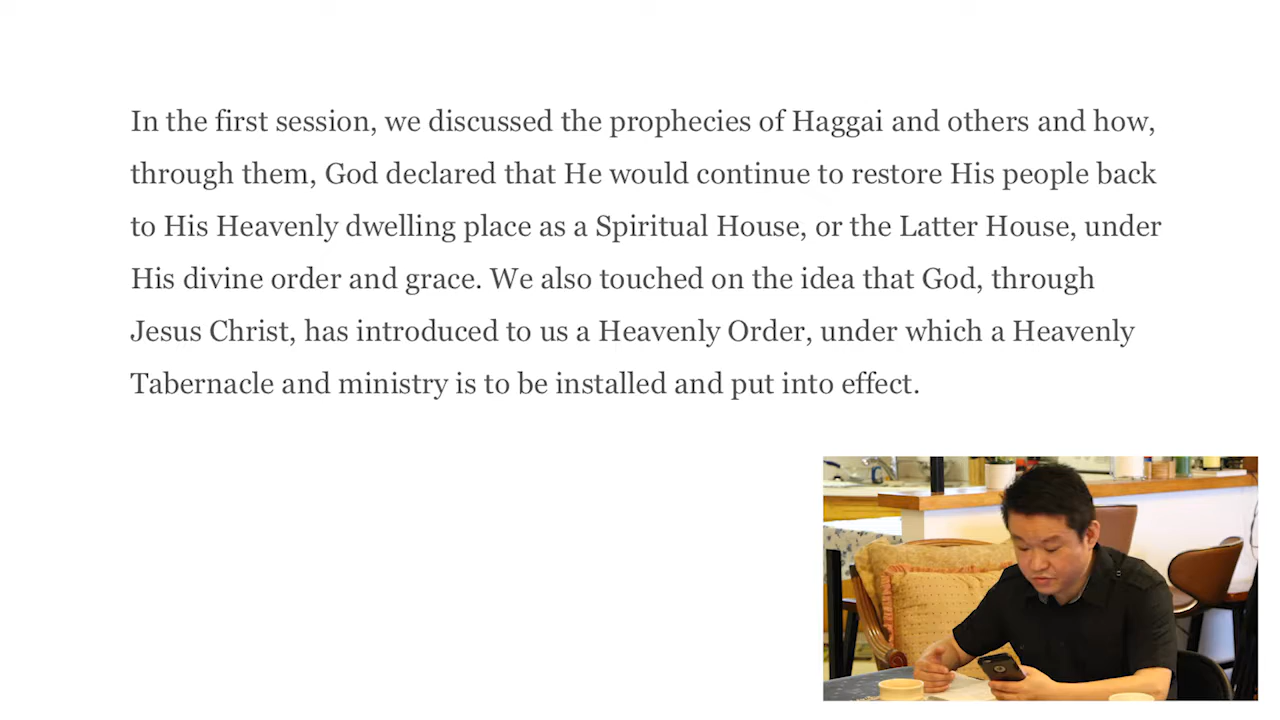 In the first session, we discussed the prophecies of Haggai and others and how,
through them, God declared that He would continue to restore His people back
to His Heavenly dwelling place as a Spiritual House, or the Latter House, under
His divine order and grace. We also touched on the idea that God, through
Jesus Christ, has introduced to us a Heavenly Order, under which a Heavenly
Tabernacle and ministry is to be installed and put into effect.